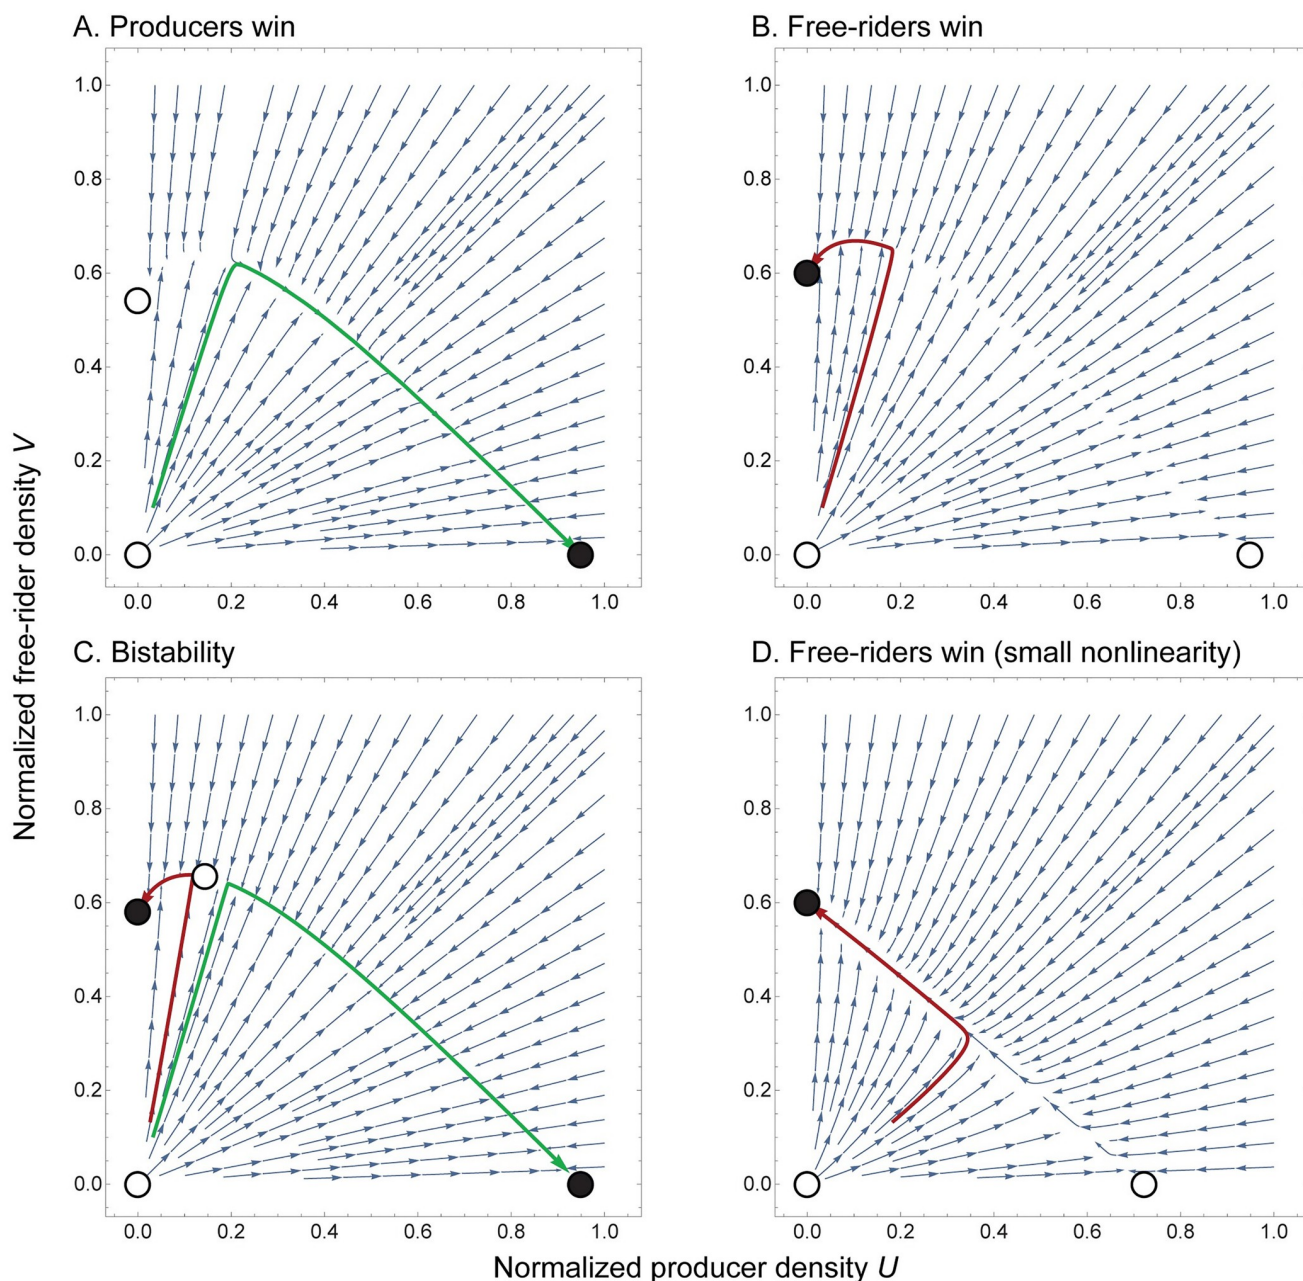 A. Producers win
B. Free-riders win
1.0
0.8
0.6
0.4
0.2
0.0
0.0 0.2 0.4 0.6 0.8 1.0
1.0
0.8
0.6
0.4
0.2
0.0
0.0 0.2 0.4 0.6 0.8 1.0
Normalized free-rider density V
C. Bistability
D. Free-riders win (small nonlinearity)
1.0
0.8
0.6
0.4
0.2
0.0
0.0 0.2 0.4 0.6 0.8 1.0
1.0
0.8
0.6
0.4
0.2
0.0
0.0 0.2 0.4 0.6 0.8 1.0
Normalized producer density U